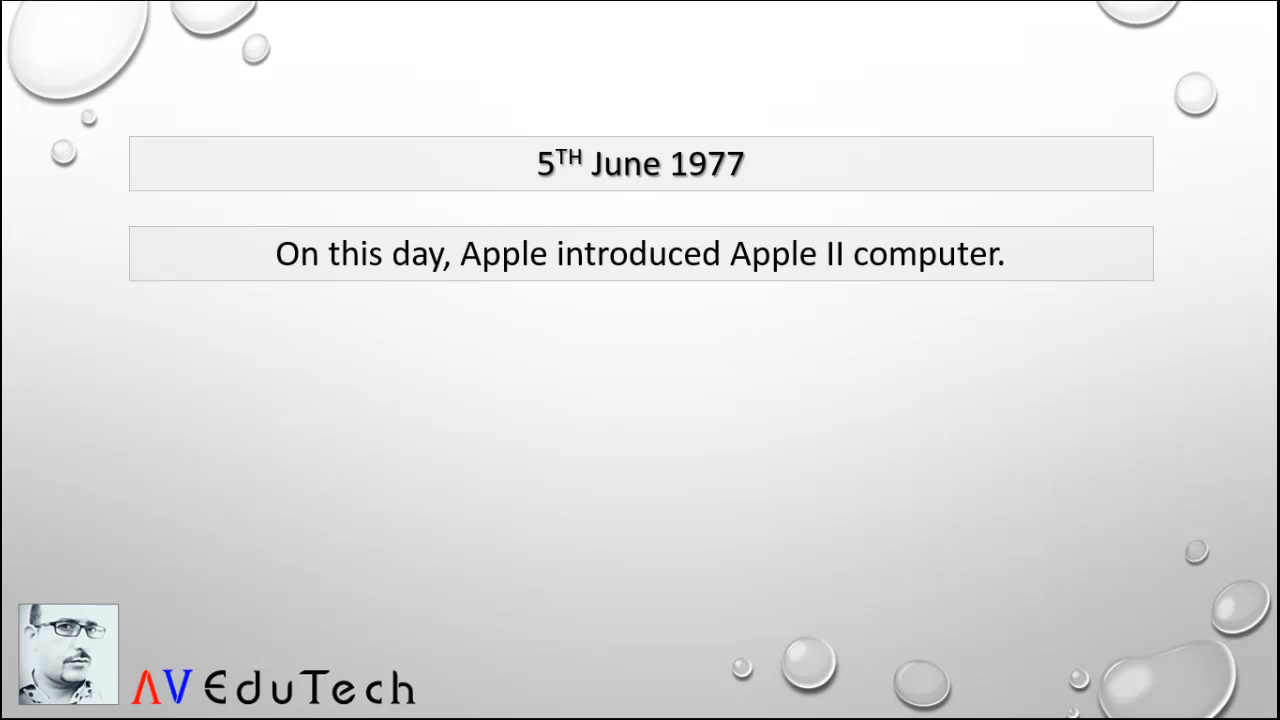 5TH June 1977
On this day, Apple introduced Apple II computer.
AV EduTech